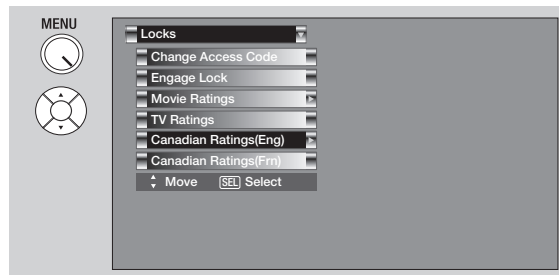 MENU
Locks
Change Access Code
Engage Lock
Movie Ratings
TV Ratings
Canadian Ratings(Eng)
Canadian Ratings(Frn)
Move SEL Select